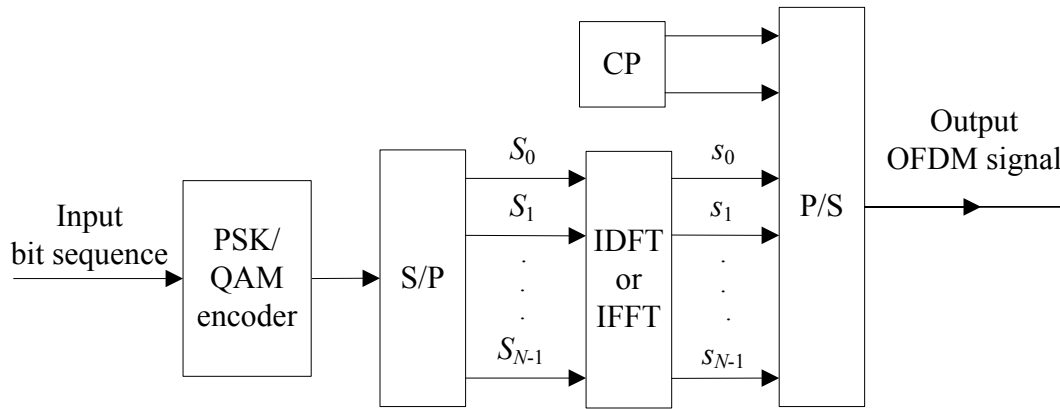 Input
bit sequence
PSK/
QAM
encoder
S/P
S0
S1
SN-1
IDFT
or
IFFT
CP
s0
s1
sN-1
P/S
Output
OFDM signal